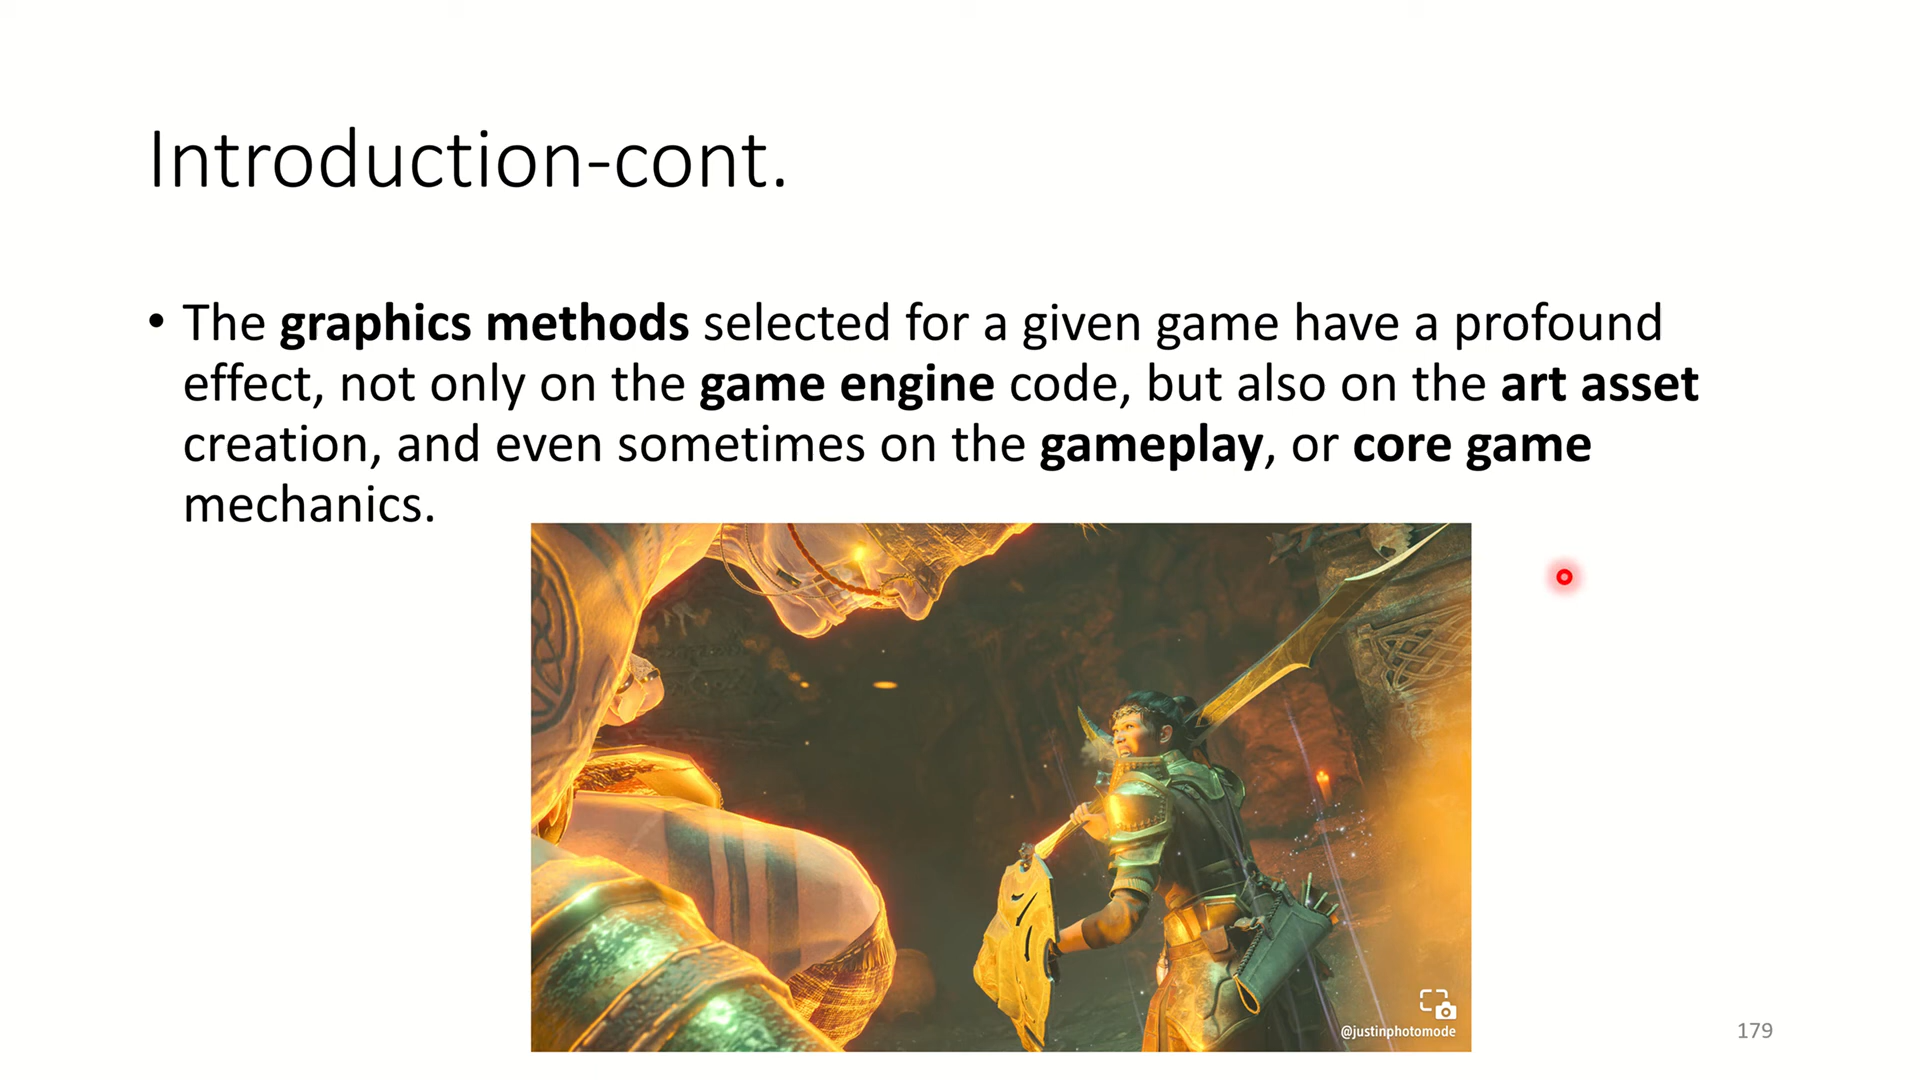 Introduction-cont.
• The graphics methods selected for a given game have a profound
effect, not only on the game engine code, but also on the art asset
creation, and even sometimes on the gameplay, or core game
mechanics.
@justinphotomode
179